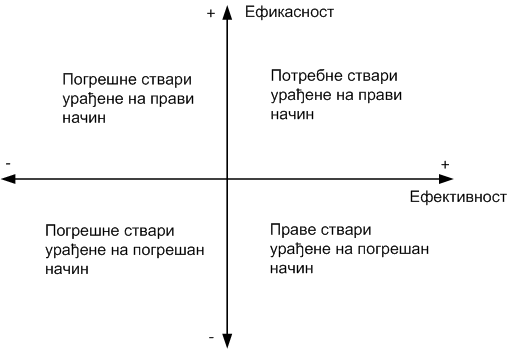 + Ефикасност
Погрешне ствари
урађене на прави
начин
Потребне ствари
урађене на прави
начин
- +
Ефективност
Погрешне ствари
урађене на погрешан
начин
Праве ствари
урађене на погрешан
начин
-